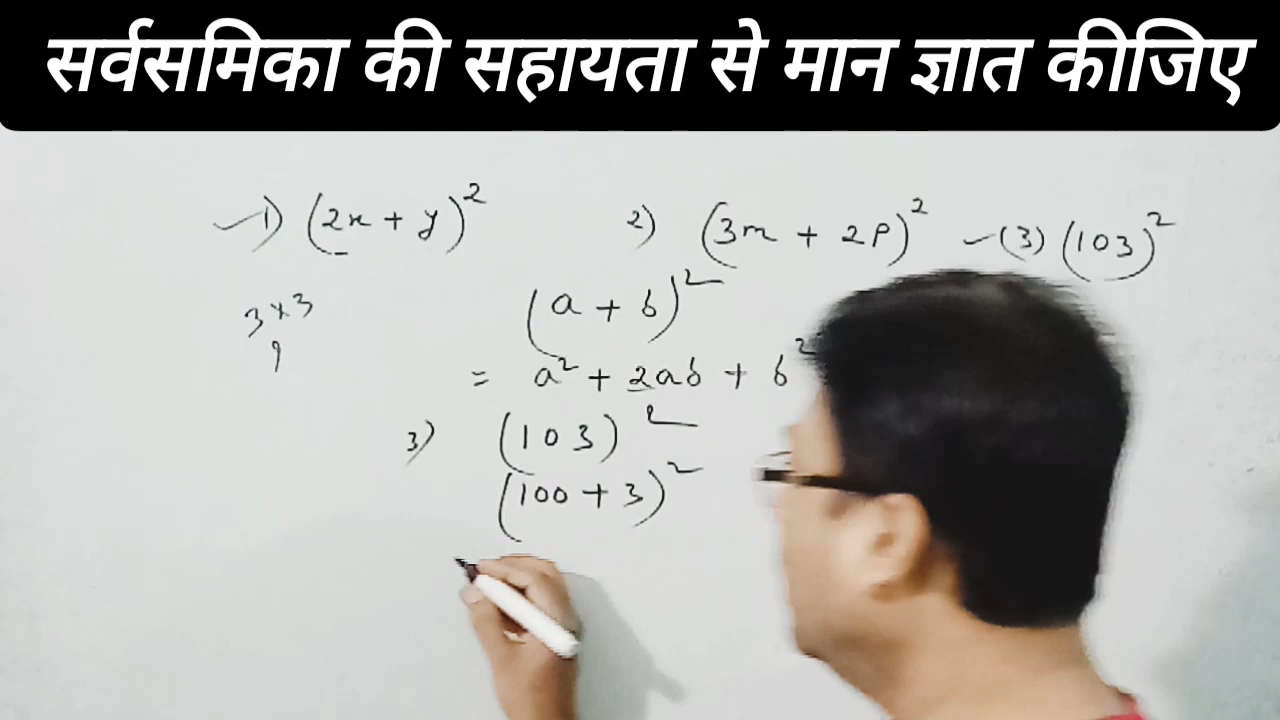 सर्वसमिका की सहायता से मान ज्ञात कीजिए
1) (2x + y)² 2) (3m + 2p)² (3) (103)²
3 x 3
9
(a + b)²
= a² + 2ab + b²
3) (103)²
(100 + 3)²